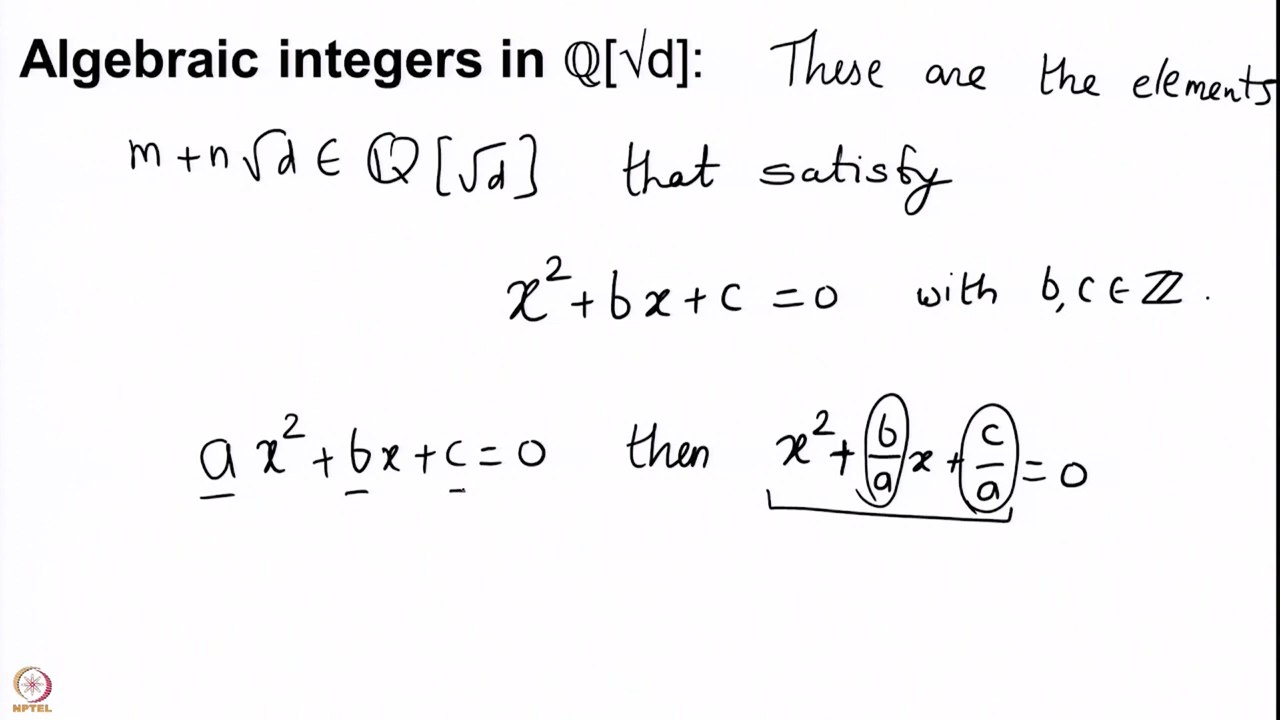 Algebraic integers in ℚ[√d]: These are the elements
m + n√d ∈ ℚ[√d] that satisfy
x² + bx + c = 0 with b, c ∈ ℤ.
a x² + bx + c = 0 then x² + b/a x + c/a = 0
NPTEL